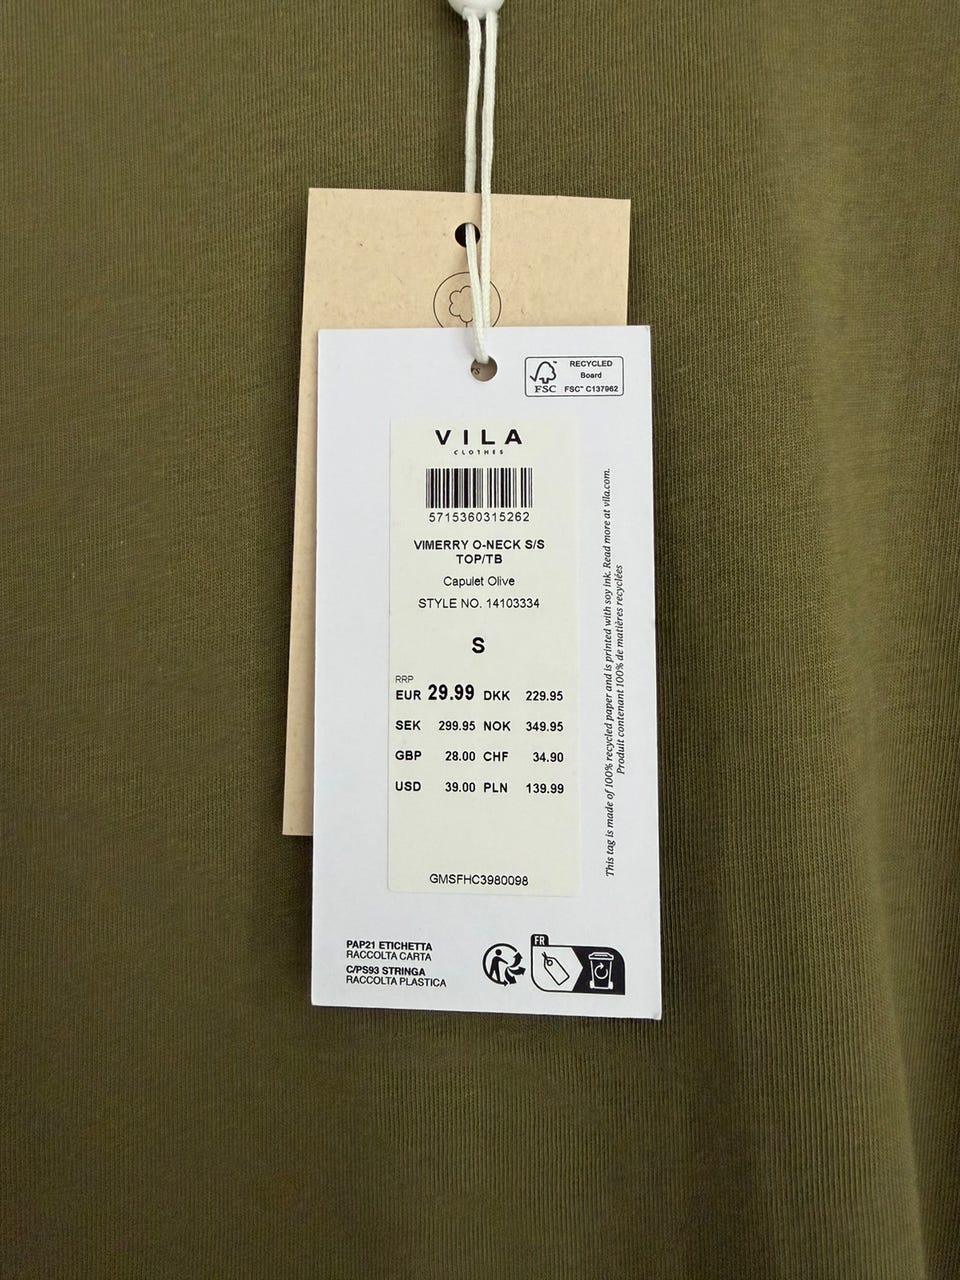 RECYCLED
Board
FSC™ C137962
FSC
VILA
CLOTHES
5715360315262
VIMERRY O-NECK S/S
TOP/TB
Capulet Olive
STYLE NO. 14103334
S
RRP
EUR 29.99 DKK 229.95
SEK 299.95 NOK 349.95
GBP 28.00 CHF 34.90
USD 39.00 PLN 139.99
GMSFHC3980098
This tag is made of 100% recycled paper and is printed with soy ink. Read more at vila.com.
Produit contenant 100% de matières recyclées
PAP21 ETICHETTA
RACCOLTA CARTA
C/PS93 STRINGA
RACCOLTA PLASTICA
FR